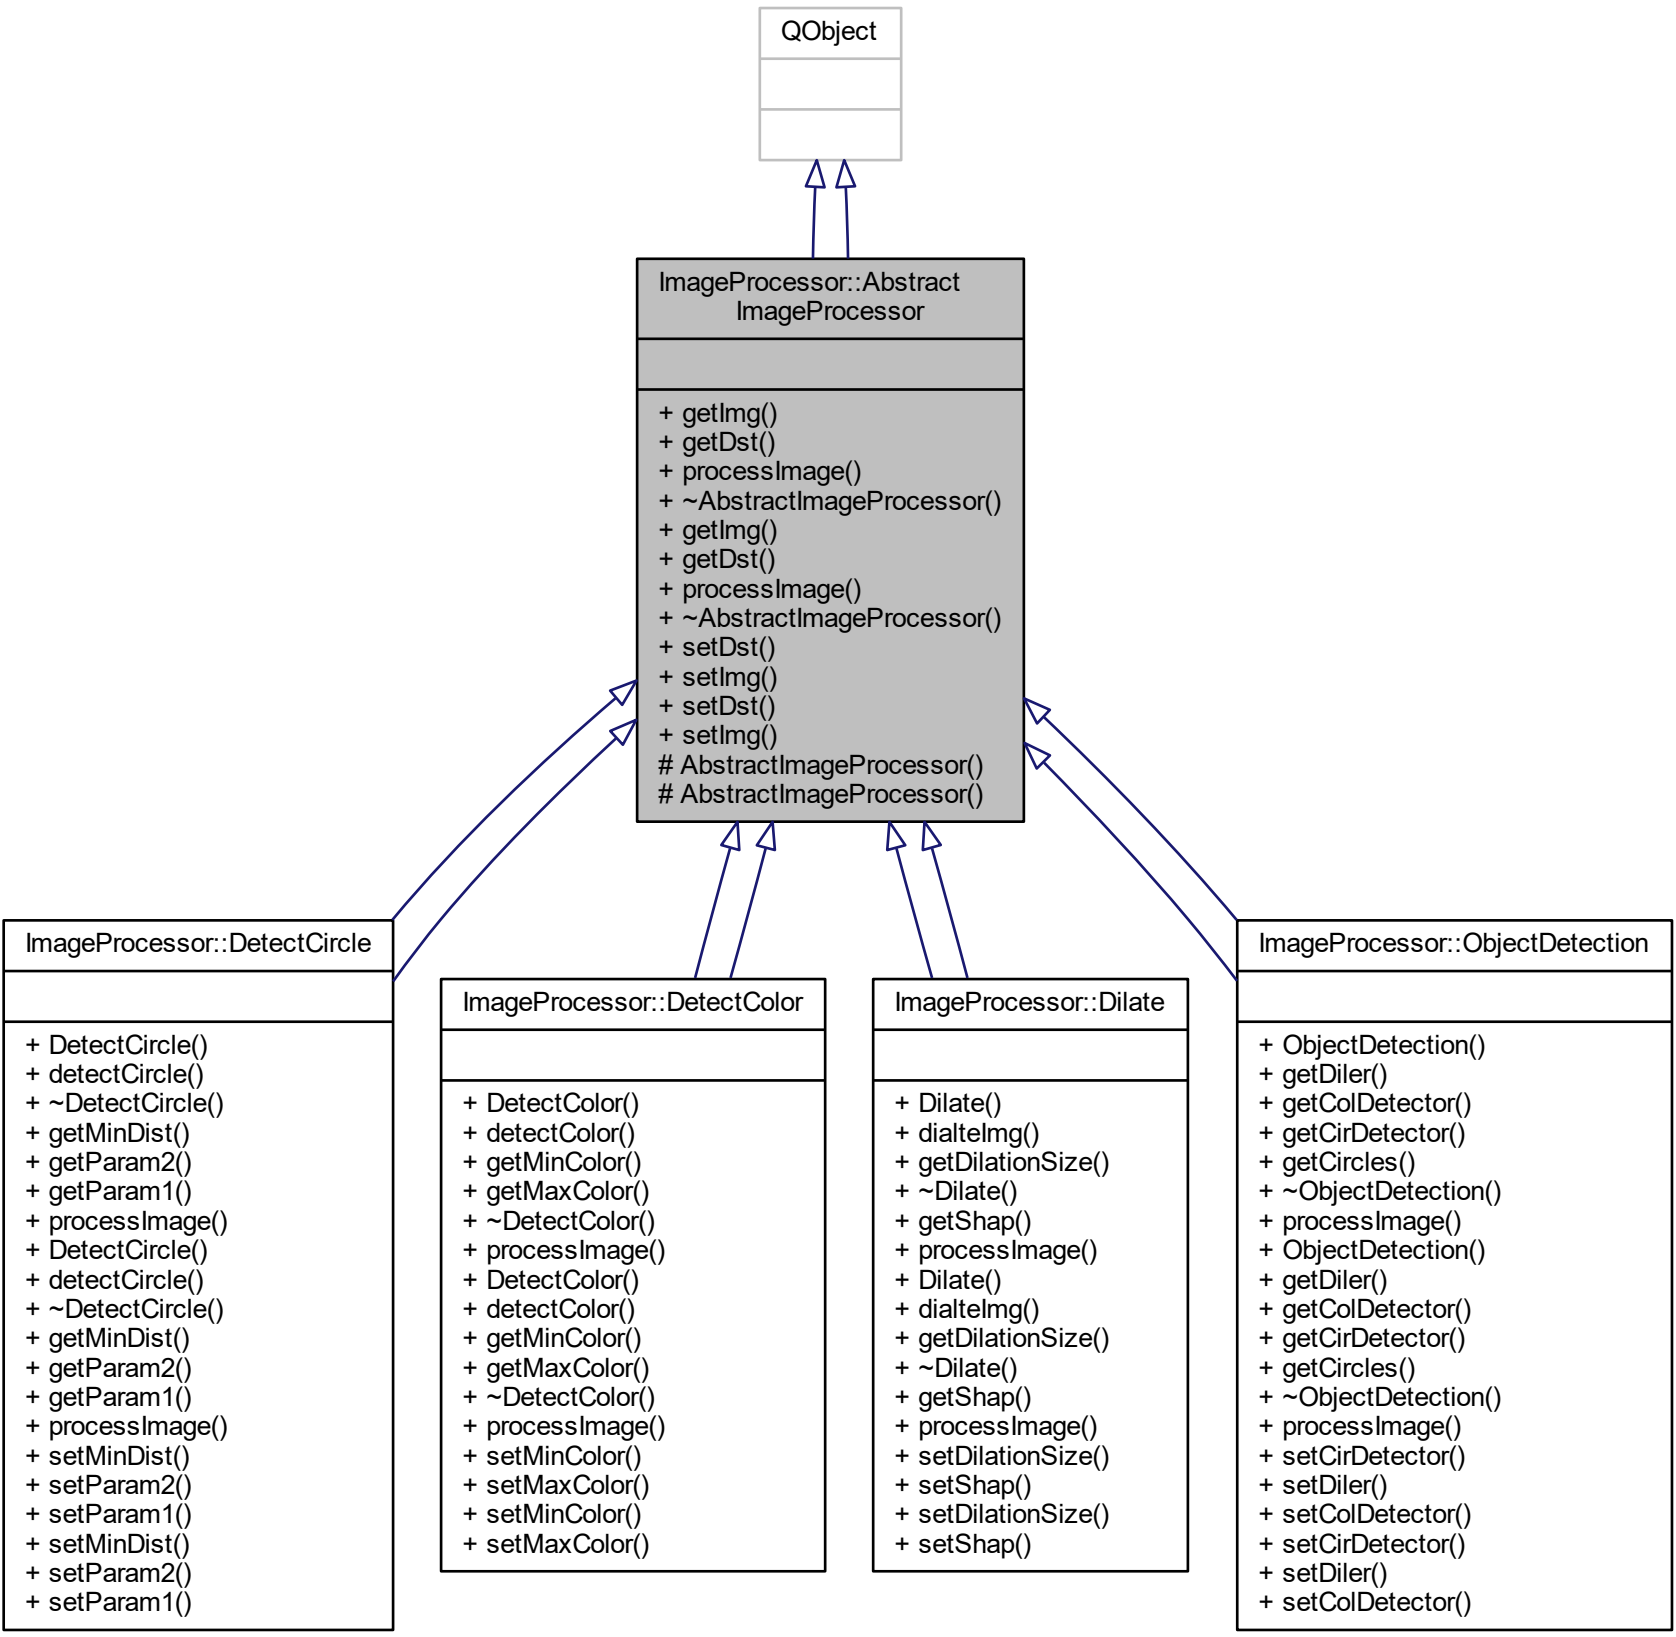 QObject
ImageProcessor::Abstract
ImageProcessor
+ getImg()
+ getDst()
+ processImage()
+ ~AbstractImageProcessor()
+ getImg()
+ getDst()
+ processImage()
+ ~AbstractImageProcessor()
+ setDst()
+ setImg()
+ setDst()
+ setImg()
# AbstractImageProcessor()
# AbstractImageProcessor()
ImageProcessor::DetectCircle
+ DetectCircle()
+ detectCircle()
+ ~DetectCircle()
+ getMinDist()
+ getParam2()
+ getParam1()
+ processImage()
+ DetectCircle()
+ detectCircle()
+ ~DetectCircle()
+ getMinDist()
+ getParam2()
+ getParam1()
+ processImage()
+ setMinDist()
+ setParam2()
+ setParam1()
+ setMinDist()
+ setParam2()
+ setParam1()
ImageProcessor::DetectColor
+ DetectColor()
+ detectColor()
+ getMinColor()
+ getMaxColor()
+ ~DetectColor()
+ processImage()
+ DetectColor()
+ detectColor()
+ getMinColor()
+ getMaxColor()
+ ~DetectColor()
+ processImage()
+ setMinColor()
+ setMaxColor()
+ setMinColor()
+ setMaxColor()
ImageProcessor::Dilate
+ Dilate()
+ dialteImg()
+ getDilationSize()
+ ~Dilate()
+ getShap()
+ processImage()
+ Dilate()
+ dialteImg()
+ getDilationSize()
+ ~Dilate()
+ getShap()
+ processImage()
+ setDilationSize()
+ setShap()
+ setDilationSize()
+ setShap()
ImageProcessor::ObjectDetection
+ ObjectDetection()
+ getDiler()
+ getColDetector()
+ getCirDetector()
+ getCircles()
+ ~ObjectDetection()
+ processImage()
+ ObjectDetection()
+ getDiler()
+ getColDetector()
+ getCirDetector()
+ getCircles()
+ ~ObjectDetection()
+ processImage()
+ setCirDetector()
+ setDiler()
+ setColDetector()
+ setCirDetector()
+ setDiler()
+ setColDetector()